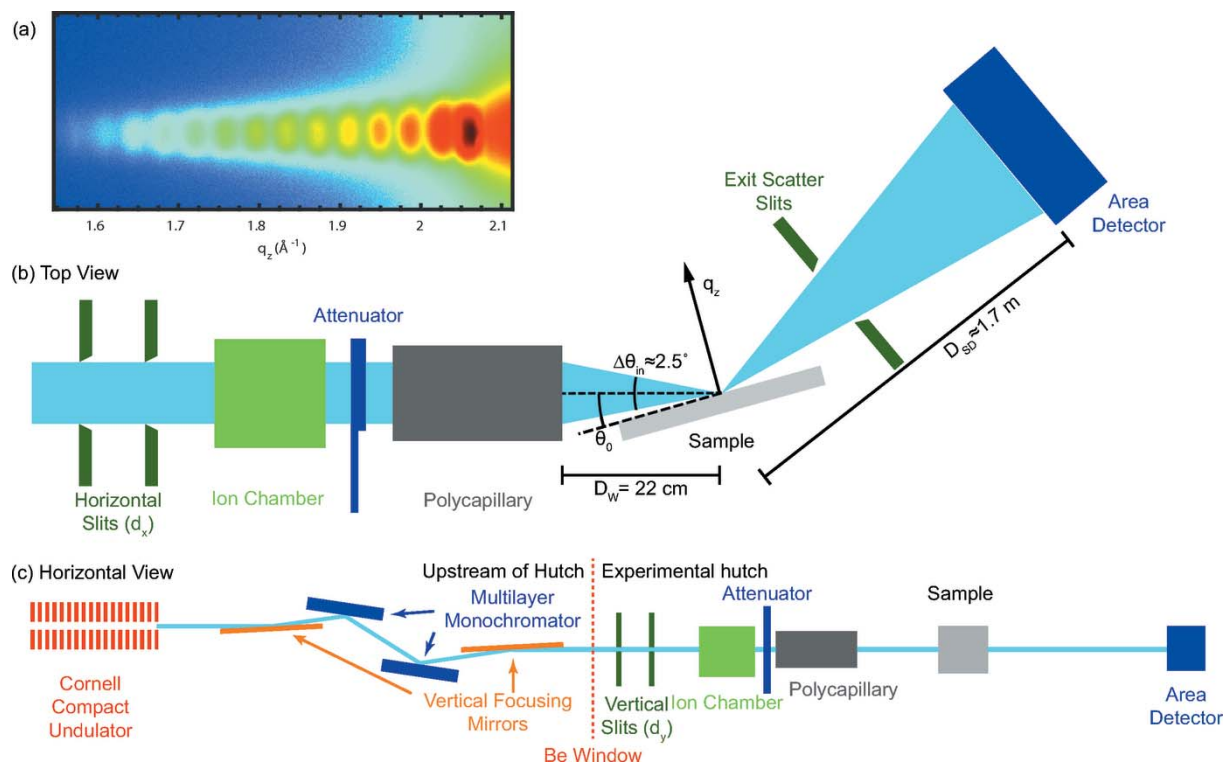 (a)
1.6 1.7 1.8 1.9 2 2.1
q_z (Å⁻¹)
(b) Top View
Attenuator
Horizontal
Slits (d_x)
Ion Chamber
Polycapillary
Δθ_in≈2.5°
θ_0
D_W= 22 cm
q_z
Sample
Exit Scatter
Slits
Area
Detector
D_SD≈1.7 m
(c) Horizontal View
Cornell
Compact
Undulator
Upstream of Hutch
Multilayer
Monochromator
Vertical Focusing
Mirrors
Be Window
Experimental hutch
Vertical
Slits (d_y)
Ion Chamber
Attenuator
Polycapillary
Sample
Area
Detector